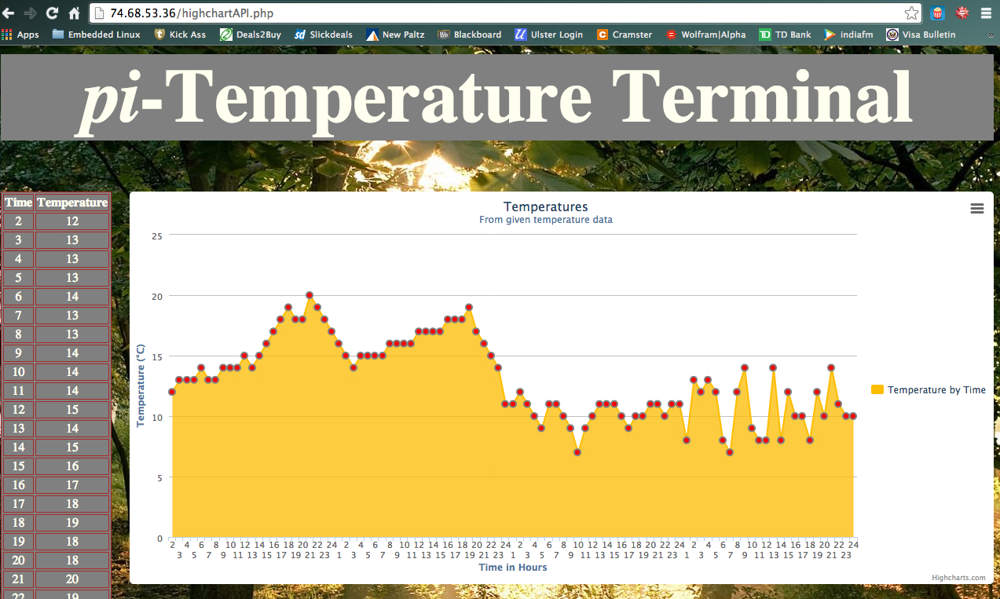 74.68.53.36/highchartAPI.php
Apps Embedded Linux Kick Ass Deals2Buy sd Slickdeals New Paltz Bb Blackboard U Ulster Login C Cramster Wolfram|Alpha TD TD Bank indiafm Visa Bulletin »
pi-Temperature Terminal
Time Temperature
2 12
3 13
4 13
5 13
6 14
7 13
8 13
9 14
10 14
11 14
12 15
13 14
14 15
15 16
16 17
17 18
18 19
19 18
20 18
21 20
22 19
Temperatures
From given temperature data
Temperature (°C)
25
20
15
10
5
0
2 4 6 8 10 12 14 16 18 20 22 24 2 4 6 8 10 12 14 16 18 20 22 24 2 4 6 8 10 12 14 16 18 20 22 24 2 4 6 8 10 12 14 16 18 20 22 24
3 5 7 9 11 13 15 17 19 21 23 1 3 5 7 9 11 13 15 17 19 21 23 1 3 5 7 9 11 13 15 17 19 21 23 1 3 5 7 9 11 13 15 17 19 21 23
Time in Hours
Temperature by Time
Highcharts.com